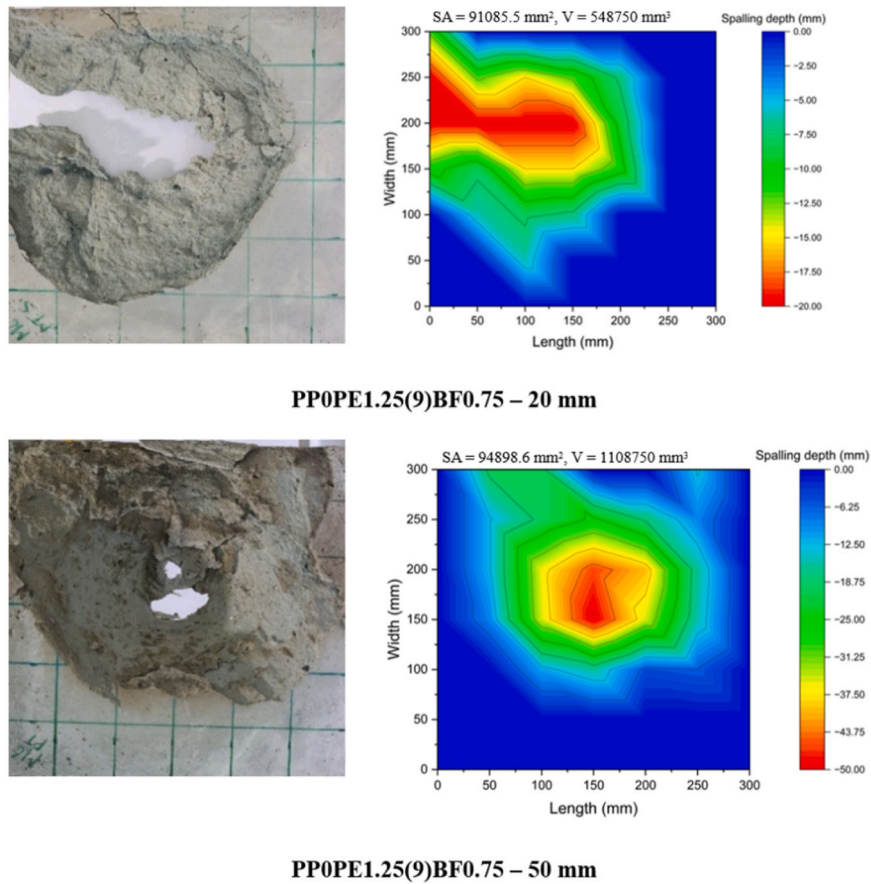 SA = 91085.5 mm², V = 548750 mm³
Spalling depth (mm)
300
250
200
150
100
50
0
Width (mm)
0 50 100 150 200 250 300
Length (mm)
0.00
−2.50
−5.00
−7.50
−10.00
−12.50
−15.00
−17.50
−20.00
PP0PE1.25(9)BF0.75 – 20 mm
SA = 94898.6 mm², V = 1108750 mm³
Spalling depth (mm)
300
250
200
150
100
50
0
Width (mm)
0 50 100 150 200 250 300
Length (mm)
0.00
−6.25
−12.50
−18.75
−25.00
−31.25
−37.50
−43.75
−50.00
PP0PE1.25(9)BF0.75 – 50 mm